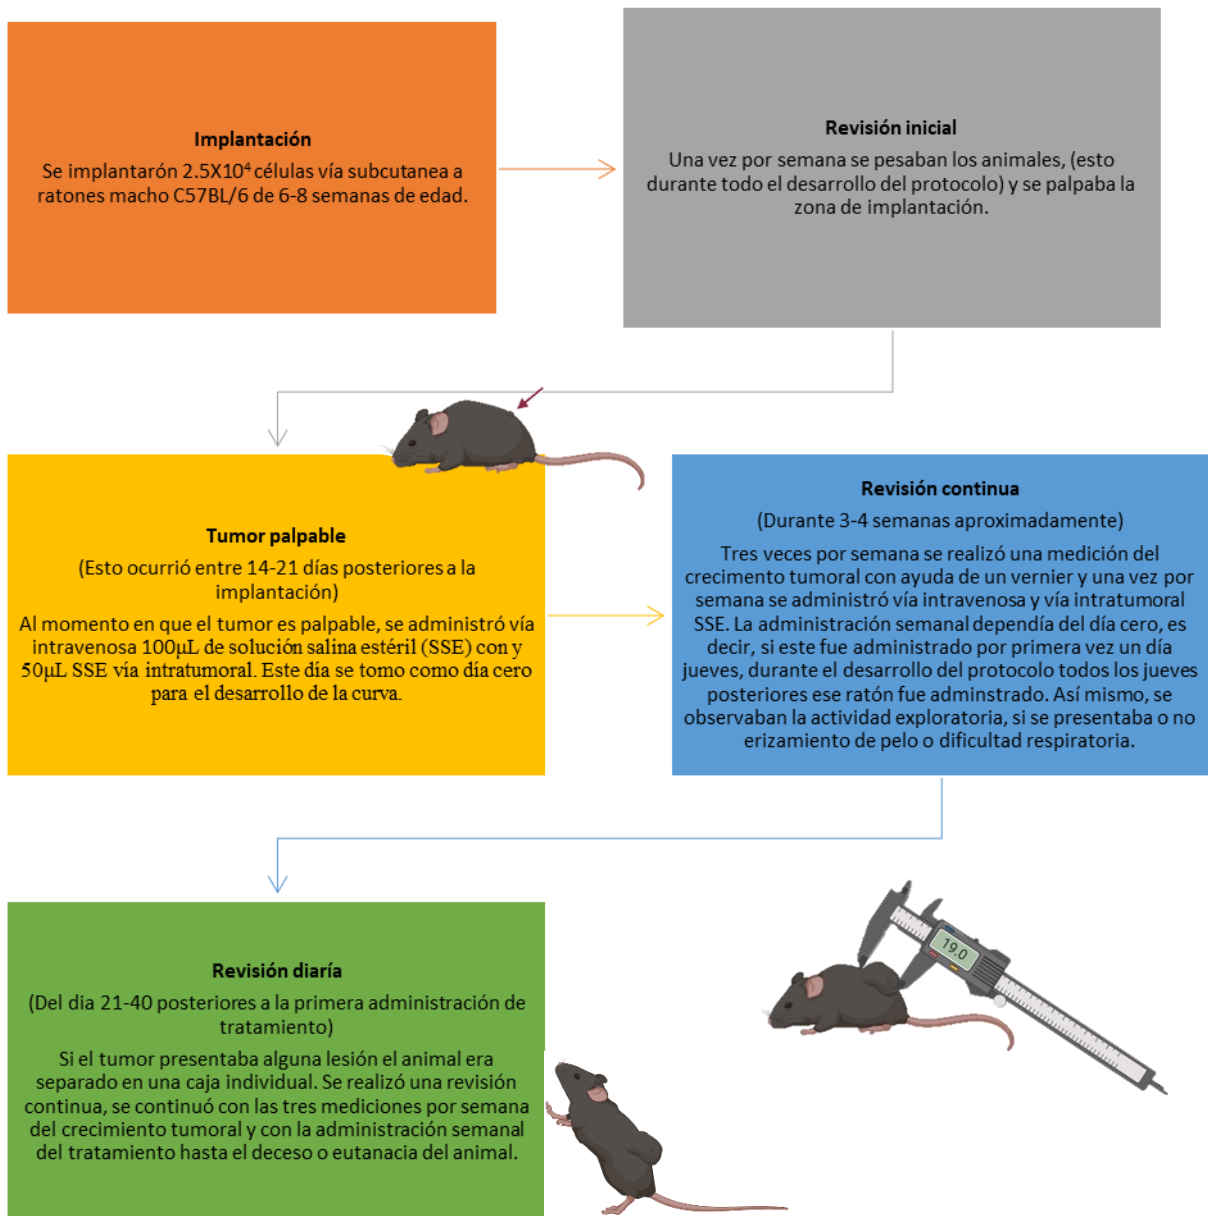 Implantación
Se implantarón 2.5X10⁴ células vía subcutanea a
ratones macho C57BL/6 de 6-8 semanas de edad.
Revisión inicial
Una vez por semana se pesaban los animales, (esto
durante todo el desarrollo del protocolo) y se palpaba la
zona de implantación.
Tumor palpable
(Esto ocurrió entre 14-21 días posteriores a la
implantación)
Al momento en que el tumor es palpable, se administró vía
intravenosa 100µL de solución salina estéril (SSE) con y
50µL SSE vía intratumoral. Este día se tomo como día cero
para el desarrollo de la curva.
Revisión continua
(Durante 3-4 semanas aproximadamente)
Tres veces por semana se realizó una medición del
crecimento tumoral con ayuda de un vernier y una vez por
semana se administró vía intravenosa y vía intratumoral
SSE. La administración semanal dependía del día cero, es
decir, si este fue administrado por primera vez un día
jueves, durante el desarrollo del protocolo todos los jueves
posteriores ese ratón fue adminstrado. Así mismo, se
observaban la actividad exploratoria, si se presentaba o no
erizamiento de pelo o dificultad respiratoria.
Revisión diaría
(Del dia 21-40 posteriores a la primera administración de
tratamiento)
Si el tumor presentaba alguna lesión el animal era
separado en una caja individual. Se realizó una revisión
continua, se continuó con las tres mediciones por semana
del crecimiento tumoral y con la administración semanal
del tratamiento hasta el deceso o eutanacia del animal.
19.0